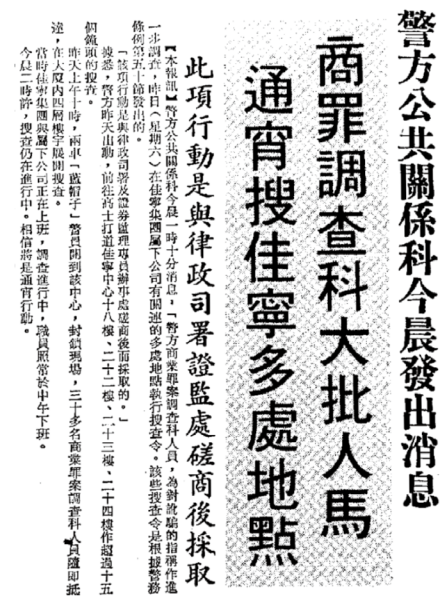 警方公共關係科今晨發出消息
商罪調查科大批人馬
通宵搜佳寧多處地點
此項行動是與律政司署證監處磋商後採取
【本報訊】警方公共關係科今晨一時十分消息，「警方商業罪案調查科人員，為對訛騙的指稱作進
一步調查，昨日（星期六）在佳寧集團屬下公司有關連的多處地點執行搜查令。該些搜查令是根據警務
條例第五十節發出的。
「該項行動是與律政司署及證券監理專員辦事處磋商後而採取的。」
據悉，警方昨天出動，前往高士打道佳寧中心十八樓、二十二樓、二十三樓、二十四樓作超過十五
個鐘頭的搜查。
昨天上午十時，兩車「藍帽子」警員開到該中心，封鎖現場，三十多名商業罪案調查科人員隨即抵
達，在大廈內四層樓宇展開搜查。
當時佳寧集團與屬下公司正在上班，調查進行中，職員照常於中午下班。
今晨二時許，搜查仍在進行中。相信將是通宵行動。